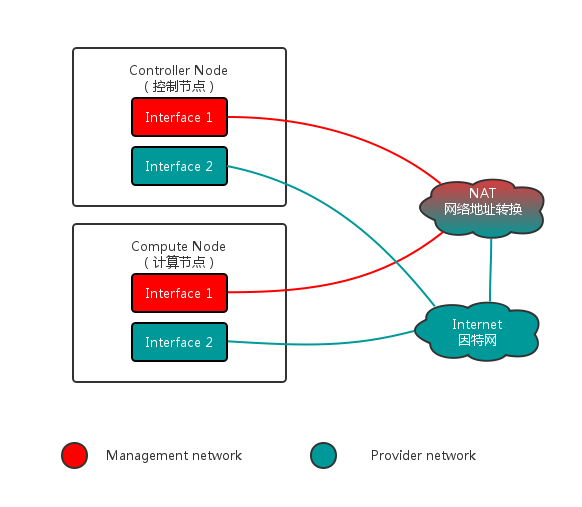 Controller Node
（控制节点）
Interface 1
Interface 2
Compute Node
（计算节点）
Interface 1
Interface 2
NAT
网络地址转换
Internet
因特网
Management network
Provider network